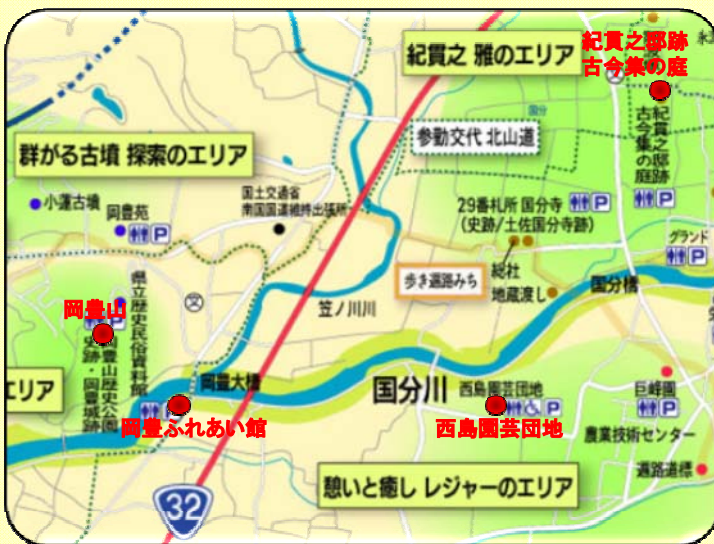 紀貫之 雅のエリア
紀貫之邸跡
古今集の庭
参勤交代 北山道
国分
紀貫之邸跡
古今集の庭
群がる古墳 探索のエリア
小蓮古墳
岡豊苑
P
国土交通省
南国国道維持出張所
29番札所 国分寺
(史跡/土佐国分寺跡)
P
P
グランド
P
歩き遍路みち
総社
地蔵渡し
国分橋
文
笠ノ川川
県立歴史民俗資料館
岡豊山
岡豊山歴史公園
史跡・岡豊城跡
エリア
岡豊大橋
岡豊ふれあい館
国分川
西島園芸団地
P
西島園芸団地
巨峰園
P
農業技術センター
遍路道標
32
憩いと癒し レジャーのエリア